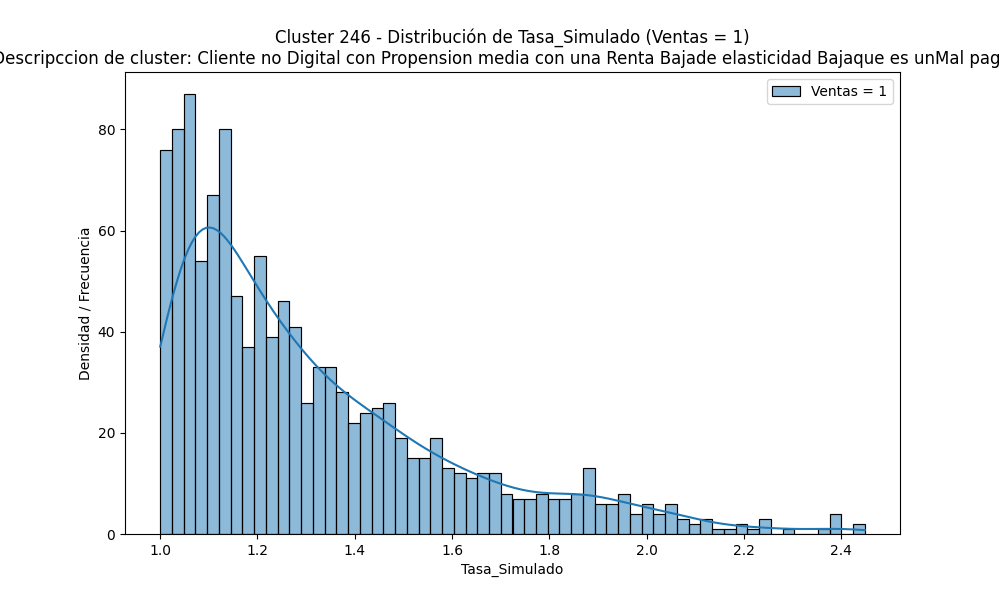 Cluster 246 - Distribución de Tasa_Simulado (Ventas = 1)
Descripccion de cluster: Cliente no Digital con Propension media con una Renta Bajade elasticidad Bajaque es unMal pag
Ventas = 1
80
60
40
20
0
Densidad / Frecuencia
1.0 1.2 1.4 1.6 1.8 2.0 2.2 2.4
Tasa_Simulado